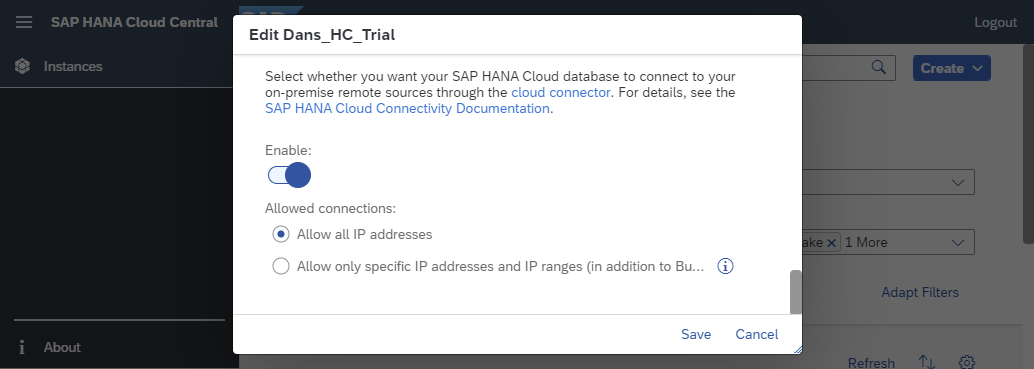 SAP HANA Cloud Central
Logout
Instances
Create
Edit Dans_HC_Trial
Select whether you want your SAP HANA Cloud database to connect to your
on-premise remote sources through the cloud connector. For details, see the
SAP HANA Cloud Connectivity Documentation.
Enable:
Allowed connections:
Allow all IP addresses
Allow only specific IP addresses and IP ranges (in addition to Bu...
Save Cancel
ake × 1 More
Adapt Filters
About
Refresh